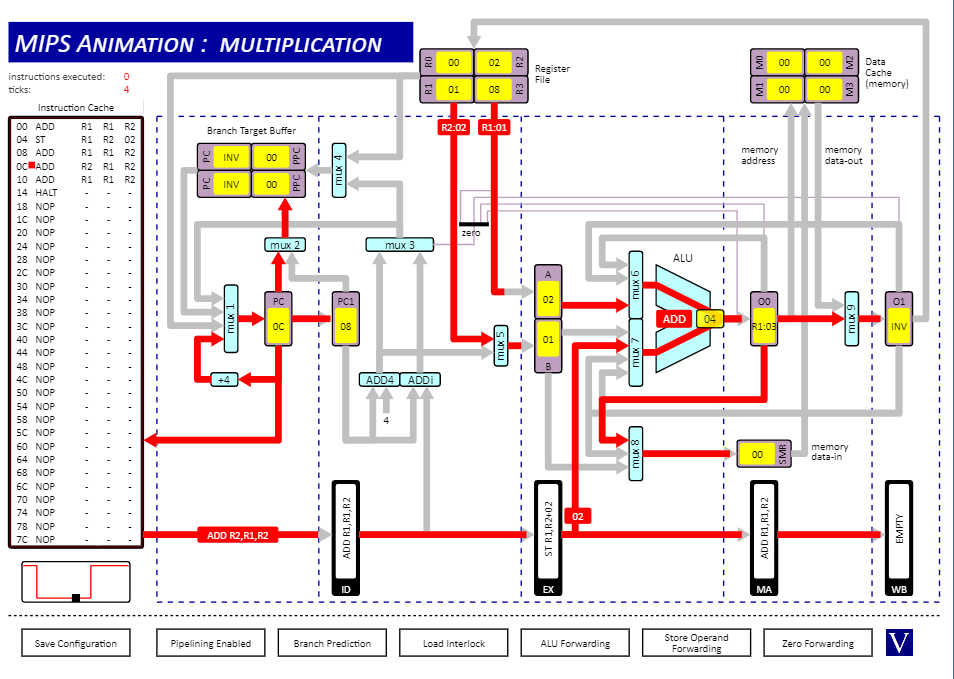 MIPS ANIMATION : MULTIPLICATION
instructions executed: 0
ticks: 4
Instruction Cache
00 ADD R1 R1 R2
04 ST R1 R2 02
08 ADD R1 R1 R2
0C ADD R2 R1 R2
10 ADD R1 R1 R2
14 HALT - - -
18 NOP - - -
1C NOP - - -
20 NOP - - -
24 NOP - - -
28 NOP - - -
2C NOP - - -
30 NOP - - -
34 NOP - - -
38 NOP - - -
3C NOP - - -
40 NOP - - -
44 NOP - - -
48 NOP - - -
4C NOP - - -
50 NOP - - -
54 NOP - - -
58 NOP - - -
5C NOP - - -
60 NOP - - -
64 NOP - - -
68 NOP - - -
6C NOP - - -
70 NOP - - -
74 NOP - - -
78 NOP - - -
7C NOP - - -
R0 00 02 R2
R1 01 08 R3
Register
File
M0 00 00 M2
M1 00 00 M3
Data
Cache
(memory)
R2:02
R1:01
Branch Target Buffer
PC INV 00 PPC
PC INV 00 PPC
mux 4
memory
address
memory
data-out
zero
mux 2
mux 3
mux 1
PC
0C
PC1
08
+4
ADD4
ADDi
4
mux 5
A
02
01
B
mux 6
mux 7
ALU
ADD
04
O0
R1:03
mux 9
O1
INV
mux 8
00
SMR
memory
data-in
ADD R2,R1,R2
ADD R1,R1,R2
ID
ST R1,R2+02
EX
02
ADD R1,R1,R2
MA
EMPTY
WB
Save Configuration
Pipelining Enabled
Branch Prediction
Load Interlock
ALU Forwarding
Store Operand
Forwarding
Zero Forwarding
V